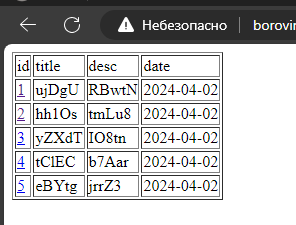 Небезопасно borovin
id title desc date
1 ujDgU RBwtN 2024-04-02
2 hh1Os tmLu8 2024-04-02
3 yZXdT IO8tn 2024-04-02
4 tClEC b7Aar 2024-04-02
5 eBYtg jrrZ3 2024-04-02